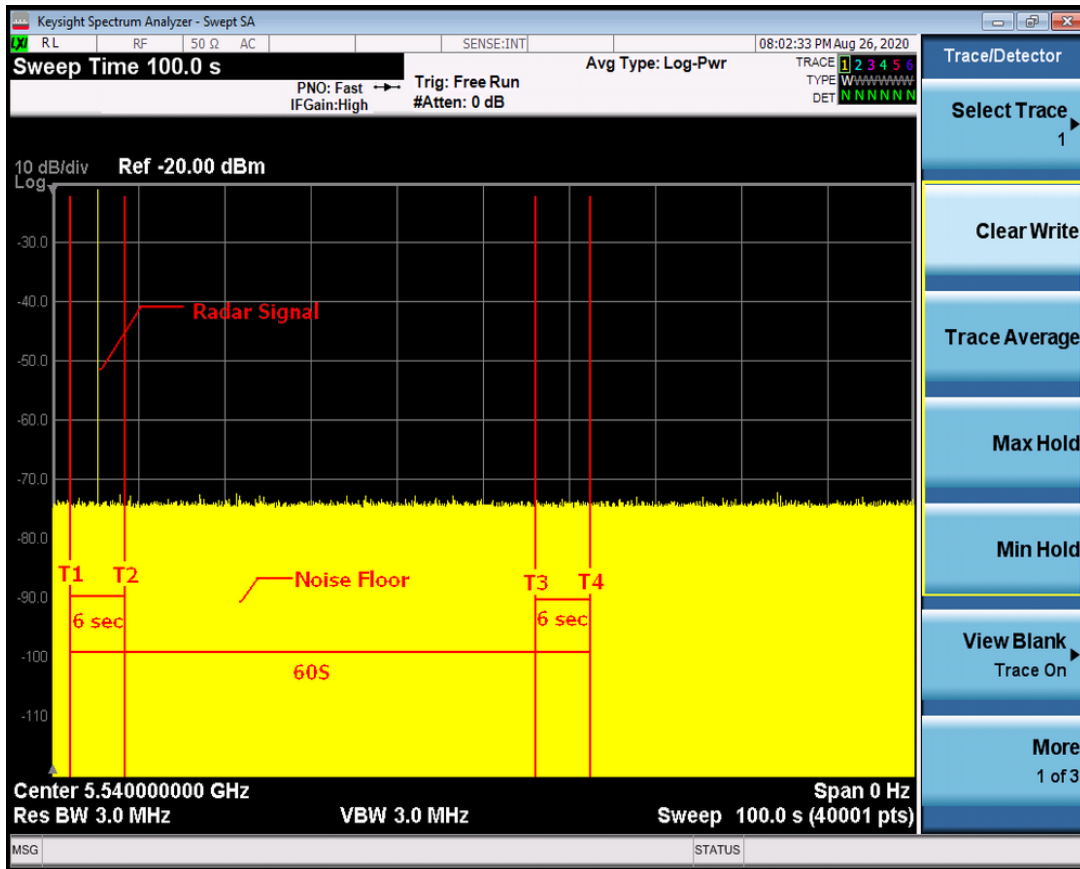 Keysight Spectrum Analyzer - Swept SA
LXI RL RF 50 Ω AC SENSE:INT 08:02:33 PM Aug 26, 2020
Sweep Time 100.0 s
PNO: Fast
IFGain:High
Trig: Free Run
#Atten: 0 dB
Avg Type: Log-Pwr
TRACE 1 2 3 4 5 6
TYPE WWWWWW
DET N N N N N N
10 dB/div Ref -20.00 dBm
Log
-30.0
-40.0
Radar Signal
-50.0
-60.0
-70.0
-80.0
T1 T2 Noise Floor T3 T4
-90.0
6 sec 6 sec
-100
60S
-110
Center 5.540000000 GHz Span 0 Hz
Res BW 3.0 MHz VBW 3.0 MHz Sweep 100.0 s (40001 pts)
MSG STATUS
Trace/Detector
Select Trace
1
Clear Write
Trace Average
Max Hold
Min Hold
View Blank
Trace On
More
1 of 3